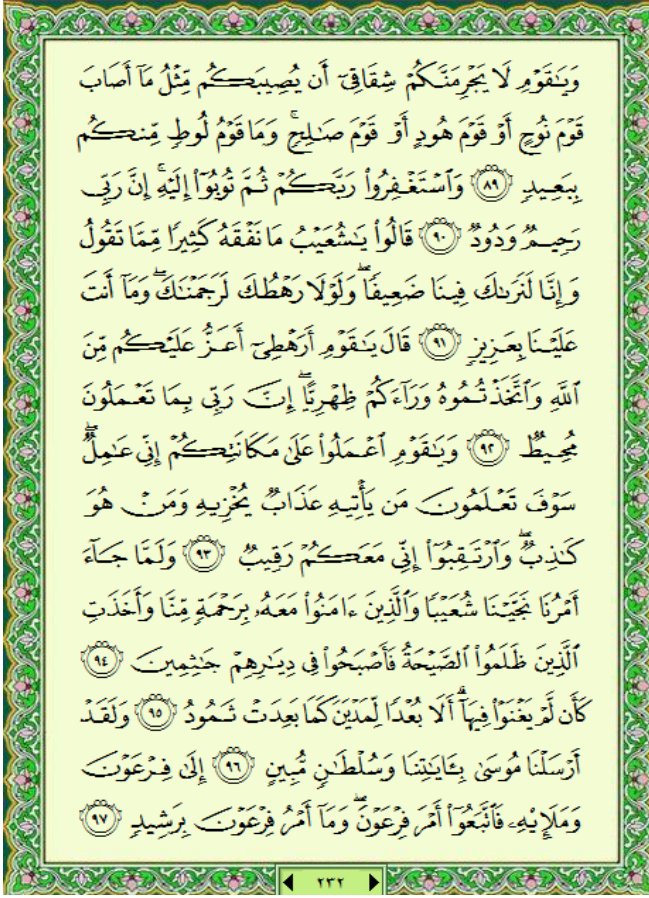 وَيَـٰقَوْمِ لَا يَجْرِمَنَّكُمْ شِقَاقِىٓ أَن يُصِيبَكُم مِّثْلُ مَآ أَصَابَ
قَوْمَ نُوحٍ أَوْ قَوْمَ هُودٍ أَوْ قَوْمَ صَـٰلِحٍ ۚ وَمَا قَوْمُ لُوطٍ مِّنكُم
بِبَعِيدٍ ﴿٨٩﴾ وَٱسْتَغْفِرُوا۟ رَبَّكُمْ ثُمَّ تُوبُوٓا۟ إِلَيْهِ ۚ إِنَّ رَبِّى
رَحِيمٌ وَدُودٌ ﴿٩٠﴾ قَالُوا۟ يَـٰشُعَيْبُ مَا نَفْقَهُ كَثِيرًا مِّمَّا تَقُولُ
وَإِنَّا لَنَرَىٰكَ فِينَا ضَعِيفًا ۖ وَلَوْلَا رَهْطُكَ لَرَجَمْنَـٰكَ ۖ وَمَآ أَنتَ
عَلَيْنَا بِعَزِيزٍ ﴿٩١﴾ قَالَ يَـٰقَوْمِ أَرَهْطِىٓ أَعَزُّ عَلَيْكُم مِّنَ
ٱللَّهِ وَٱتَّخَذْتُمُوهُ وَرَآءَكُمْ ظِهْرِيًّا ۖ إِنَّ رَبِّى بِمَا تَعْمَلُونَ
مُحِيطٌ ﴿٩٢﴾ وَيَـٰقَوْمِ ٱعْمَلُوا۟ عَلَىٰ مَكَانَتِكُمْ إِنِّى عَـٰمِلٌ ۖ
سَوْفَ تَعْلَمُونَ مَن يَأْتِيهِ عَذَابٌ يُخْزِيهِ وَمَنْ هُوَ
كَـٰذِبٌ ۖ وَٱرْتَقِبُوٓا۟ إِنِّى مَعَكُمْ رَقِيبٌ ﴿٩٣﴾ وَلَمَّا جَآءَ
أَمْرُنَا نَجَّيْنَا شُعَيْبًا وَٱلَّذِينَ ءَامَنُوا۟ مَعَهُۥ بِرَحْمَةٍ مِّنَّا وَأَخَذَتِ
ٱلَّذِينَ ظَلَمُوا۟ ٱلصَّيْحَةُ فَأَصْبَحُوا۟ فِى دِيَـٰرِهِمْ جَـٰثِمِينَ ﴿٩٤﴾
كَأَن لَّمْ يَغْنَوْا۟ فِيهَآ ۗ أَلَا بُعْدًا لِّمَدْيَنَ كَمَا بَعِدَتْ ثَمُودُ ﴿٩٥﴾ وَلَقَدْ
أَرْسَلْنَا مُوسَىٰ بِـَٔايَـٰتِنَا وَسُلْطَـٰنٍ مُّبِينٍ ﴿٩٦﴾ إِلَىٰ فِرْعَوْنَ
وَمَلَإِي۟هِۦ فَٱتَّبَعُوٓا۟ أَمْرَ فِرْعَوْنَ ۖ وَمَآ أَمْرُ فِرْعَوْنَ بِرَشِيدٍ ﴿٩٧﴾
٢٣٢